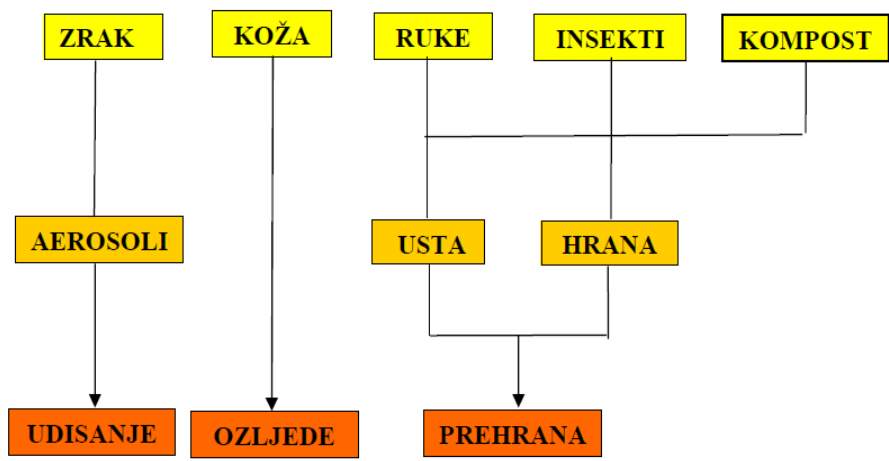 ZRAK
KOŽA
RUKE
INSEKTI
KOMPOST
AEROSOLI
USTA
HRANA
UDISANJE
OZLJEDE
PREHRANA